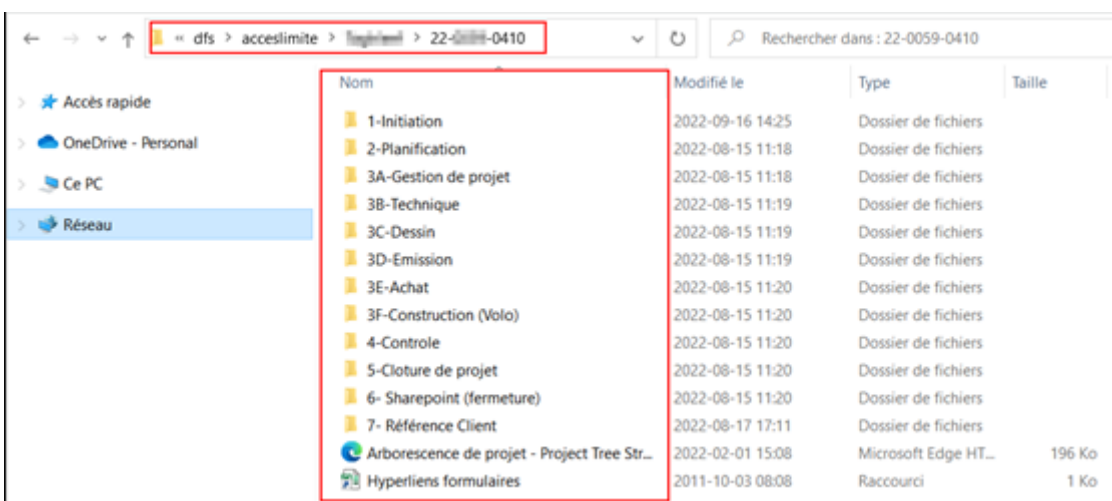 « dfs > acceslimite > > 22- -0410 Rechercher dans : 22-0059-0410
Nom Modifié le Type Taille
Accès rapide
OneDrive - Personal
Ce PC
Réseau
1-Initiation 2022-09-16 14:25 Dossier de fichiers
2-Planification 2022-08-15 11:18 Dossier de fichiers
3A-Gestion de projet 2022-08-15 11:18 Dossier de fichiers
3B-Technique 2022-08-15 11:19 Dossier de fichiers
3C-Dessin 2022-08-15 11:19 Dossier de fichiers
3D-Emission 2022-08-15 11:19 Dossier de fichiers
3E-Achat 2022-08-15 11:20 Dossier de fichiers
3F-Construction (Volo) 2022-08-15 11:20 Dossier de fichiers
4-Controle 2022-08-15 11:20 Dossier de fichiers
5-Cloture de projet 2022-08-15 11:20 Dossier de fichiers
6- Sharepoint (fermeture) 2022-08-15 11:20 Dossier de fichiers
7- Référence Client 2022-08-17 17:11 Dossier de fichiers
Arborescence de projet - Project Tree Str... 2022-02-01 15:08 Microsoft Edge HT... 196 Ko
Hyperliens formulaires 2011-10-03 08:08 Raccourci 1 Ko